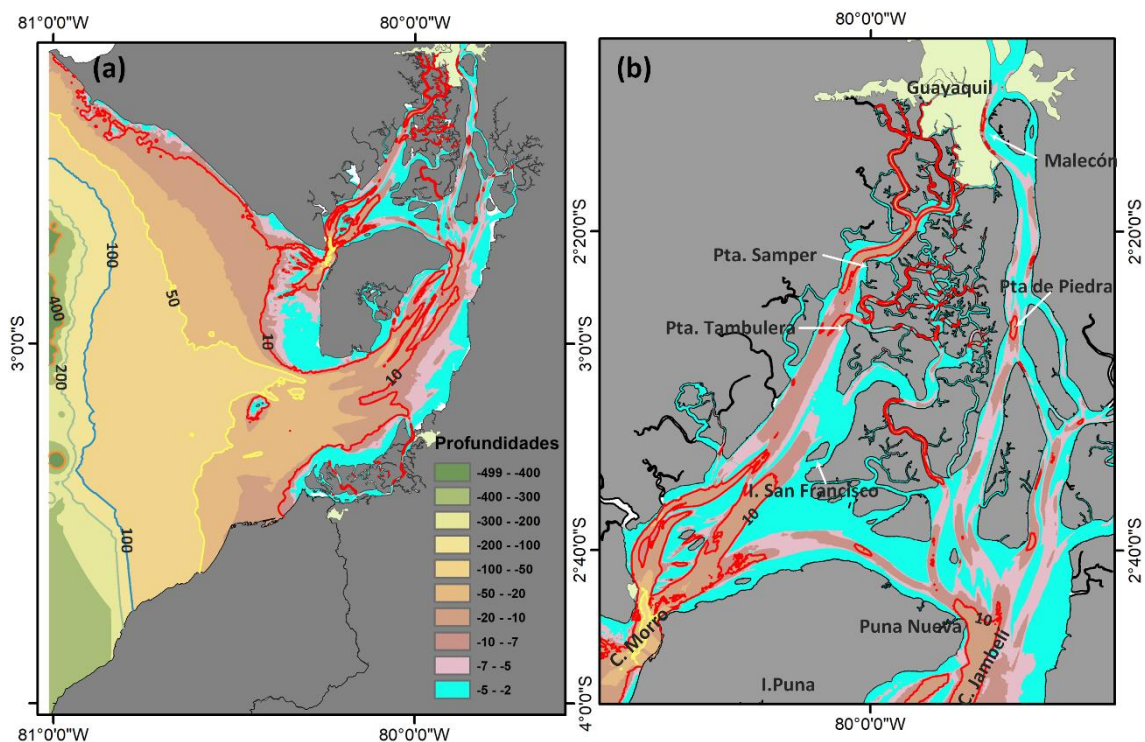 81°0'0"W
80°0'0"W
(a)
100
50
400
200
10
10
100
3°0'0"S
4°0'0"S
Profundidades
-499 - -400
-400 - -300
-300 - -200
-200 - -100
-100 - -50
-50 - -20
-20 - -10
-10 - -7
-7 - -5
-5 - -2
81°0'0"W
80°0'0"W
80°0'0"W
(b)
Guayaquil
Malecón
2°20'0"S
2°20'0"S
Pta. Samper
Pta de Piedra
Pta. Tambulera
I. San Francisco
10
2°40'0"S
2°40'0"S
C. Morro
Puna Nueva
10
C. Jambelí
I.Puna
80°0'0"W